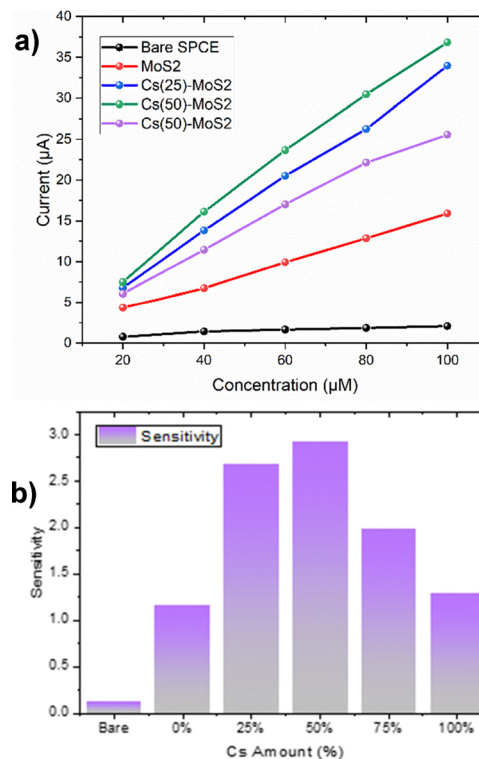 a)
40
35
30
25
20
15
10
5
0
Currrent (µA)
Bare SPCE
MoS2
Cs(25)-MoS2
Cs(50)-MoS2
Cs(50)-MoS2
20 40 60 80 100
Concentration (µM)
b)
3.0
2.5
2.0
1.5
1.0
0.5
0.0
Sensitivity
Sensitivity
Bare 0% 25% 50% 75% 100%
Cs Amount (%)